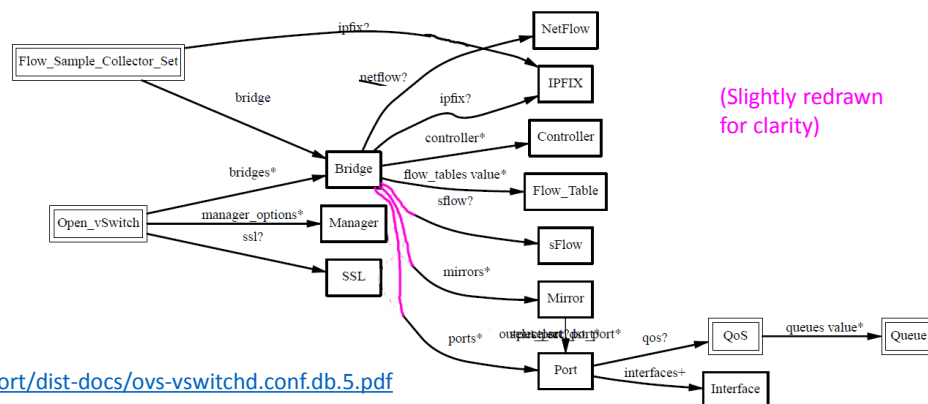 ipfix?
NetFlow
Flow_Sample_Collector_Set
netflow?
IPFIX
bridge
ipfix?
(Slightly redrawn
for clarity)
controller*
Controller
bridges*
Bridge
flow_tables value*
Flow_Table
sflow?
Open_vSwitch
manager_options*
Manager
ssl?
sFlow
SSL
mirrors*
Mirror
ports*
qos?
QoS
queues value*
Queue
Port
interfaces+
Interface
ort/dist-docs/ovs-vswitchd.conf.db.5.pdf